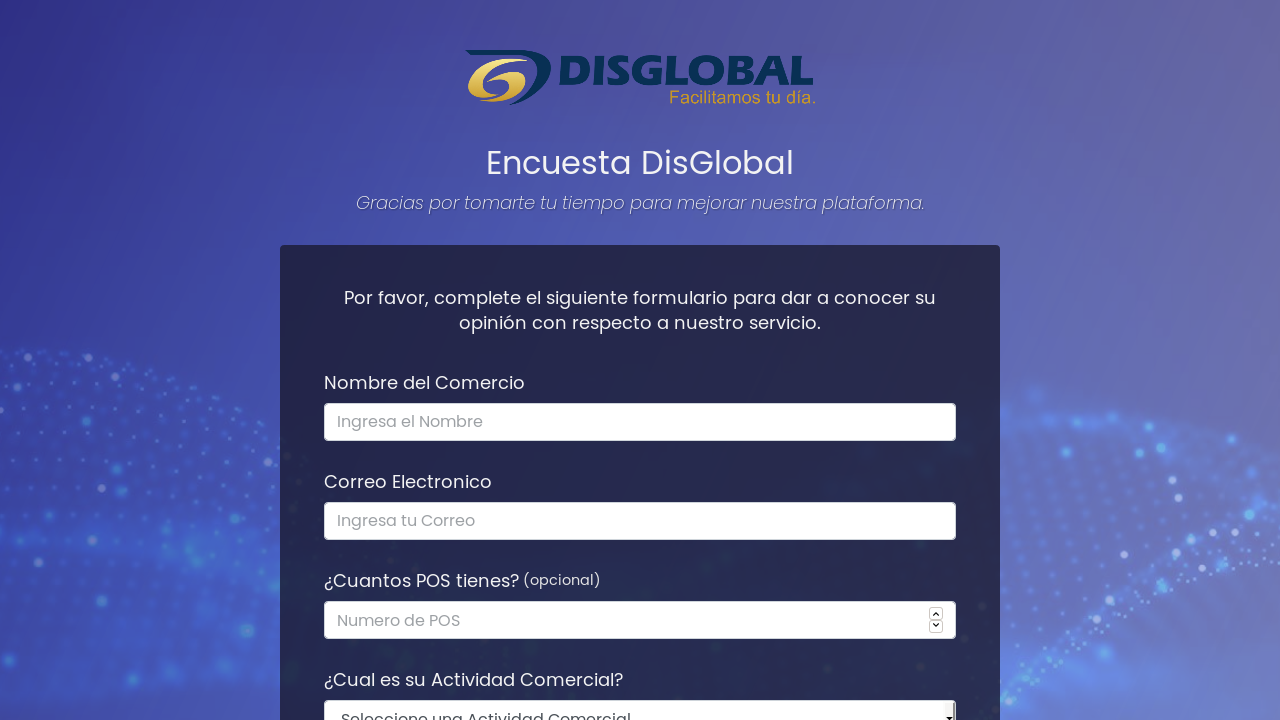 DISGLOBAL
Facilitamos tu día.
Encuesta DisGlobal
Gracias por tomarte tu tiempo para mejorar nuestra plataforma.
Por favor, complete el siguiente formulario para dar a conocer su
opinión con respecto a nuestro servicio.
Nombre del Comercio
Ingresa el Nombre
Correo Electronico
Ingresa tu Correo
¿Cuantos POS tienes? (opcional)
Numero de POS
¿Cual es su Actividad Comercial?
Seleccione una Actividad Comercial